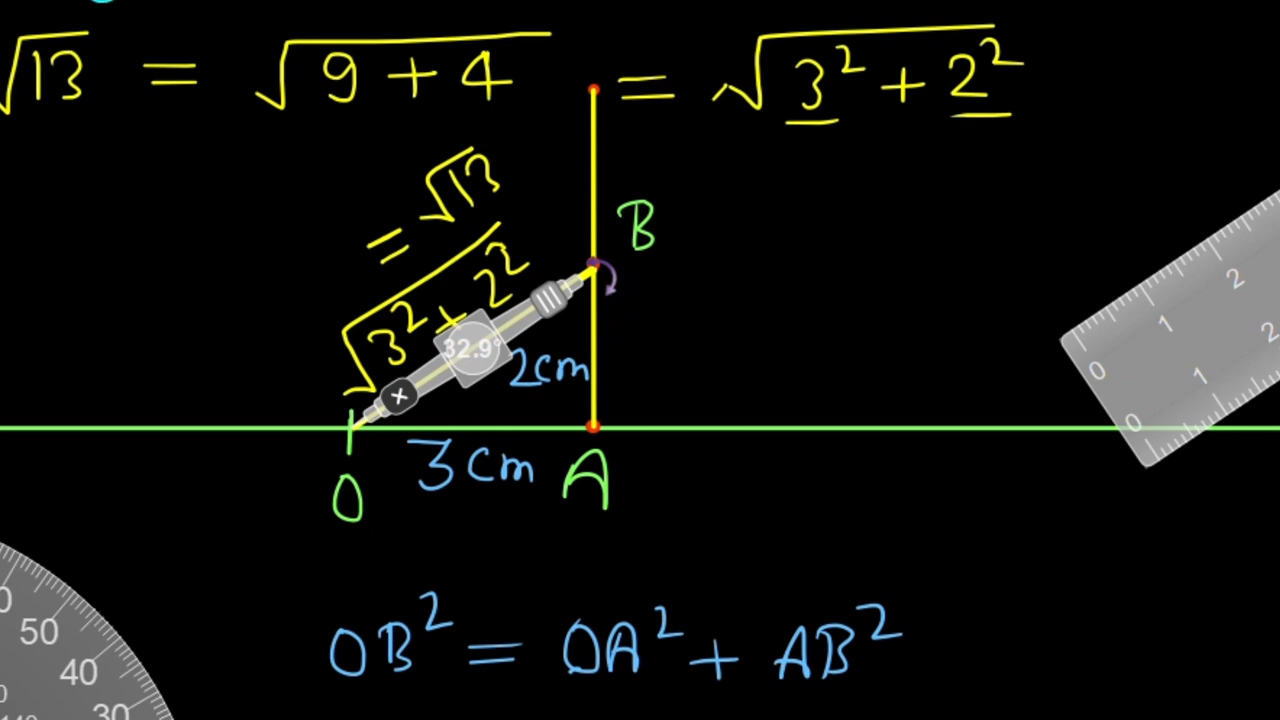 √13 = √9 + 4 = √3² + 2²
= √13
√3² + 2²
B
32.9°
2cm
3cm
O
A
OB² = OA² + AB²
0 1 2
0 1 2
50
40
30